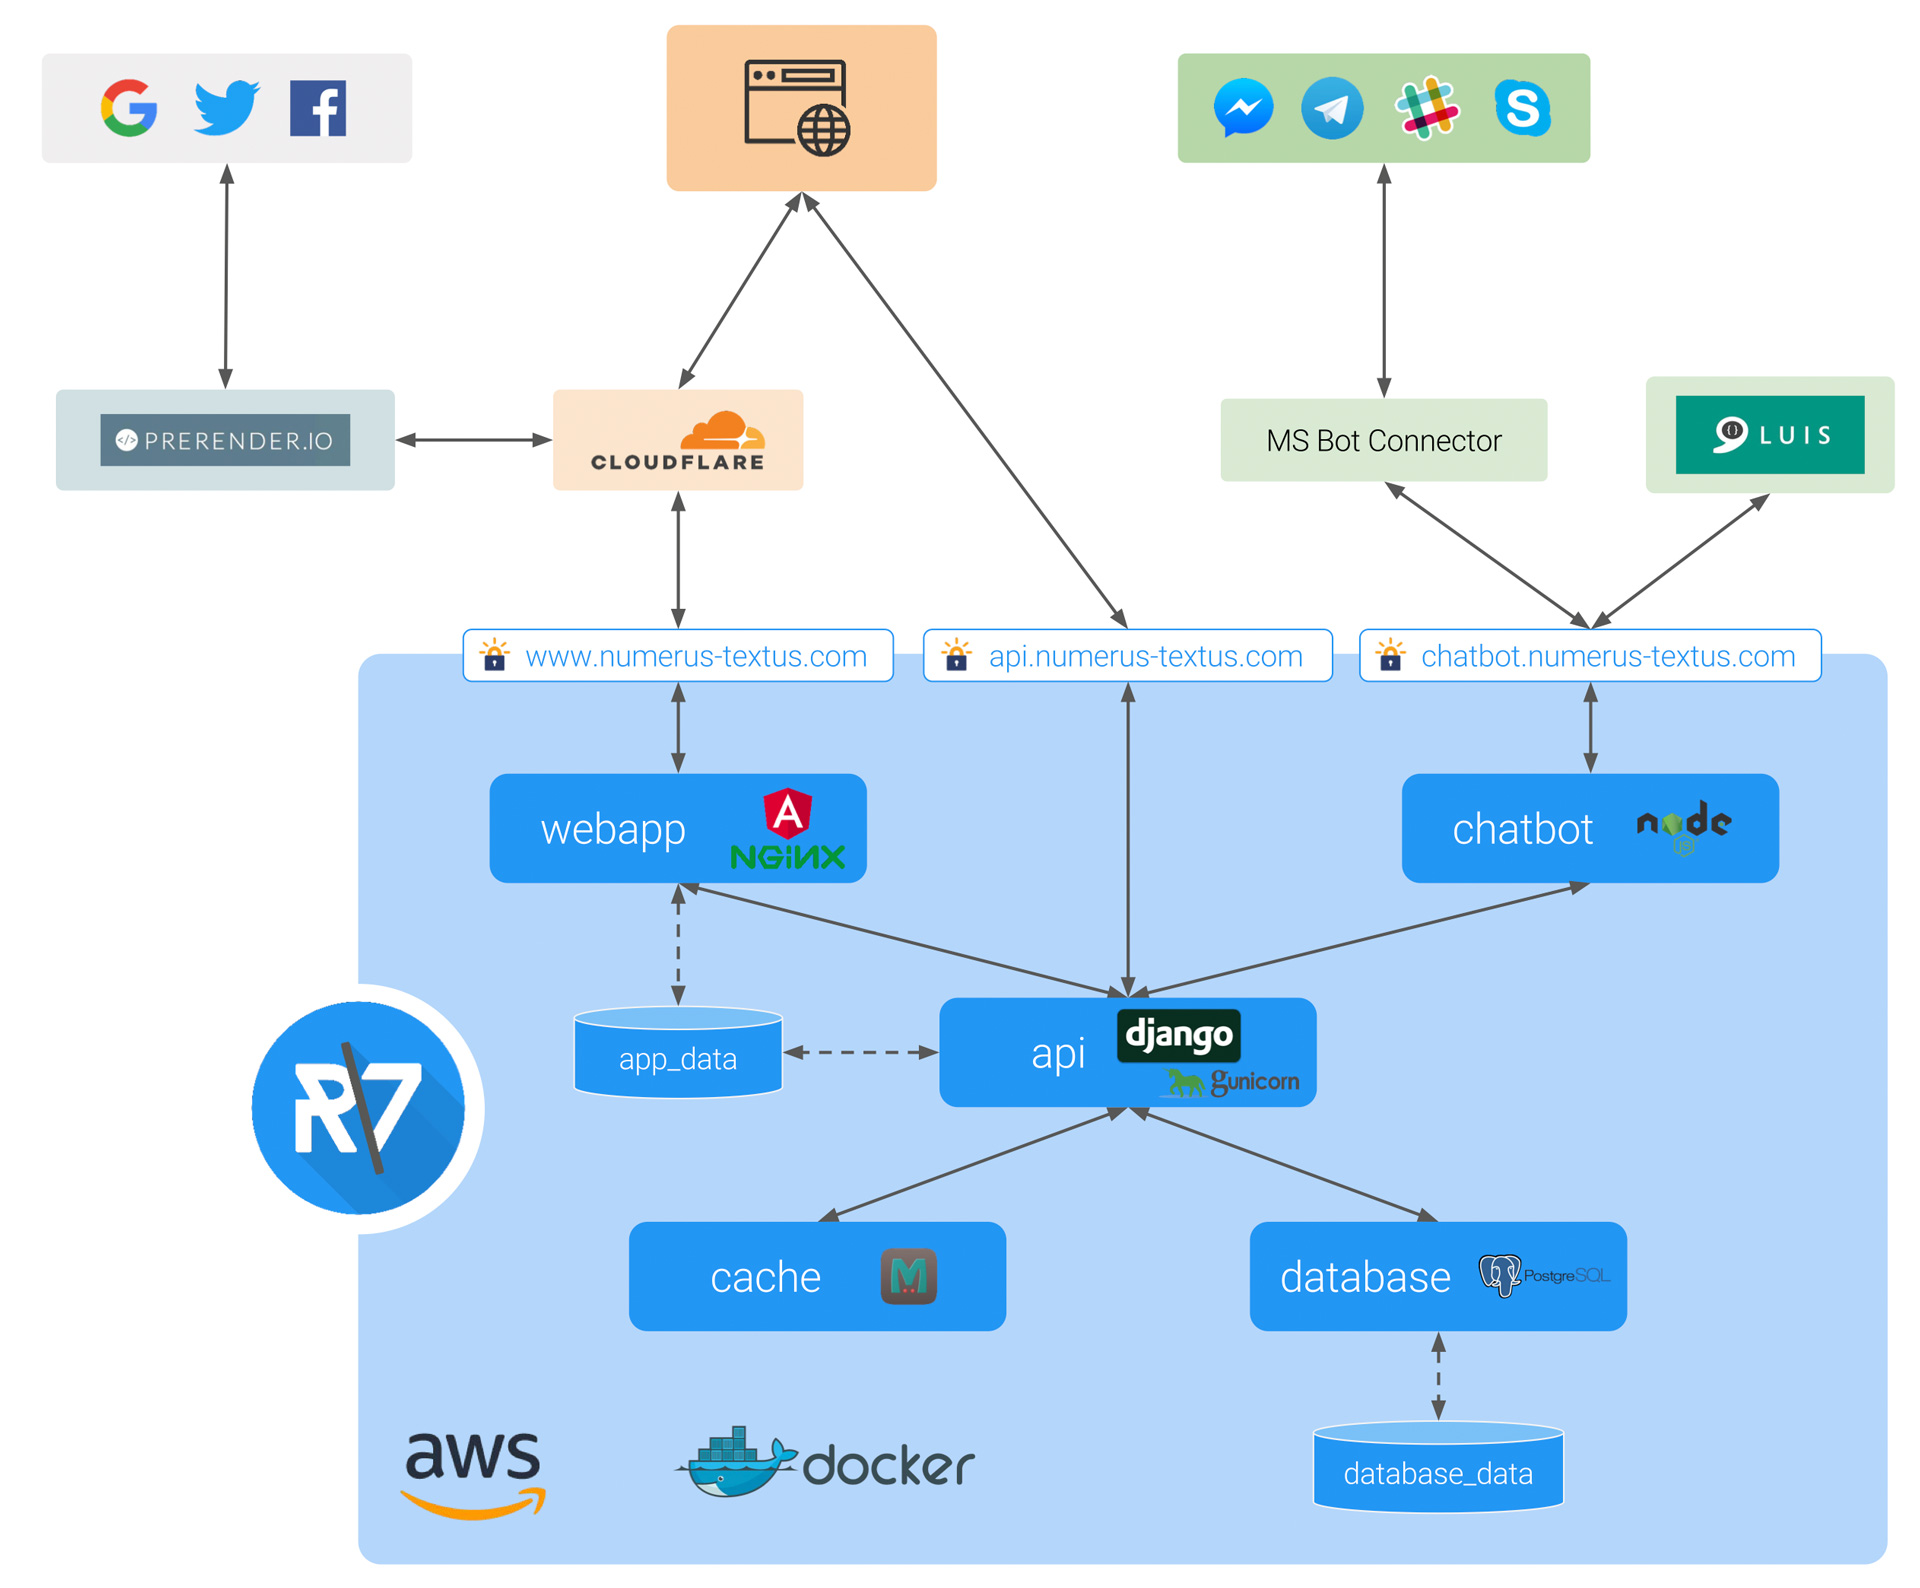 PRERENDER.IO
CLOUDFLARE
MS Bot Connector
LUIS
www.numerus-textus.com
api.numerus-textus.com
chatbot.numerus-textus.com
webapp
NGINX
chatbot
node
JS
app_data
api
django
gunicorn
cache
database
PostgreSQL
aws
docker
database_data